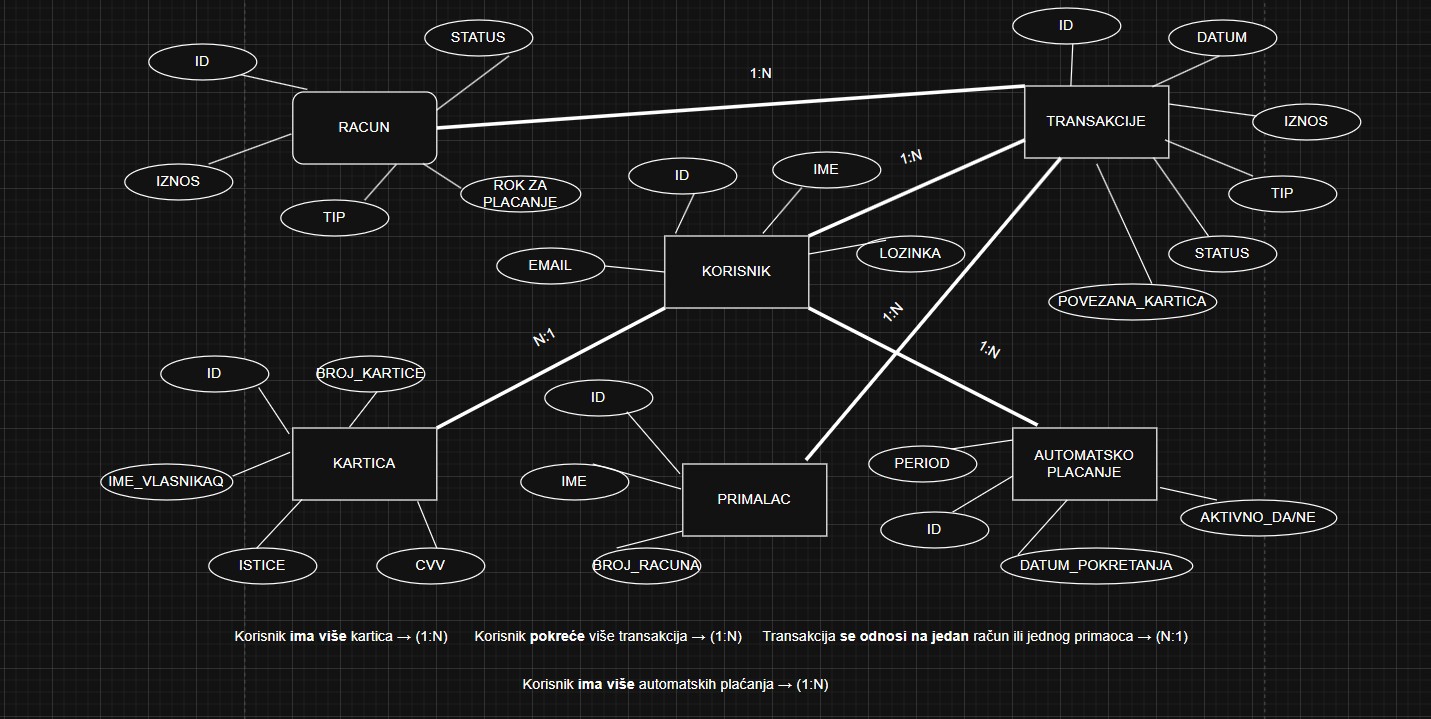 ID
STATUS
ID
DATUM
1:N
RACUN
TRANSAKCIJE
IZNOS
IZNOS
TIP
ROK ZA
PLACANJE
ID
IME
1:N
TIP
STATUS
POVEZANA_KARTICA
EMAIL
KORISNIK
LOZINKA
N:1
1:N
1:N
ID
BROJ_KARTICE
ID
KARTICA
IME_VLASNIKAQ
ISTICE
CVV
IME
PRIMALAC
BROJ_RACUNA
PERIOD
AUTOMATSKO
PLACANJE
ID
AKTIVNO_DA/NE
DATUM_POKRETANJA
Korisnik ima više kartica → (1:N)
Korisnik pokreće više transakcija → (1:N)
Transakcija se odnosi na jedan račun ili jednog primaoca → (N:1)
Korisnik ima više automatskih plaćanja → (1:N)